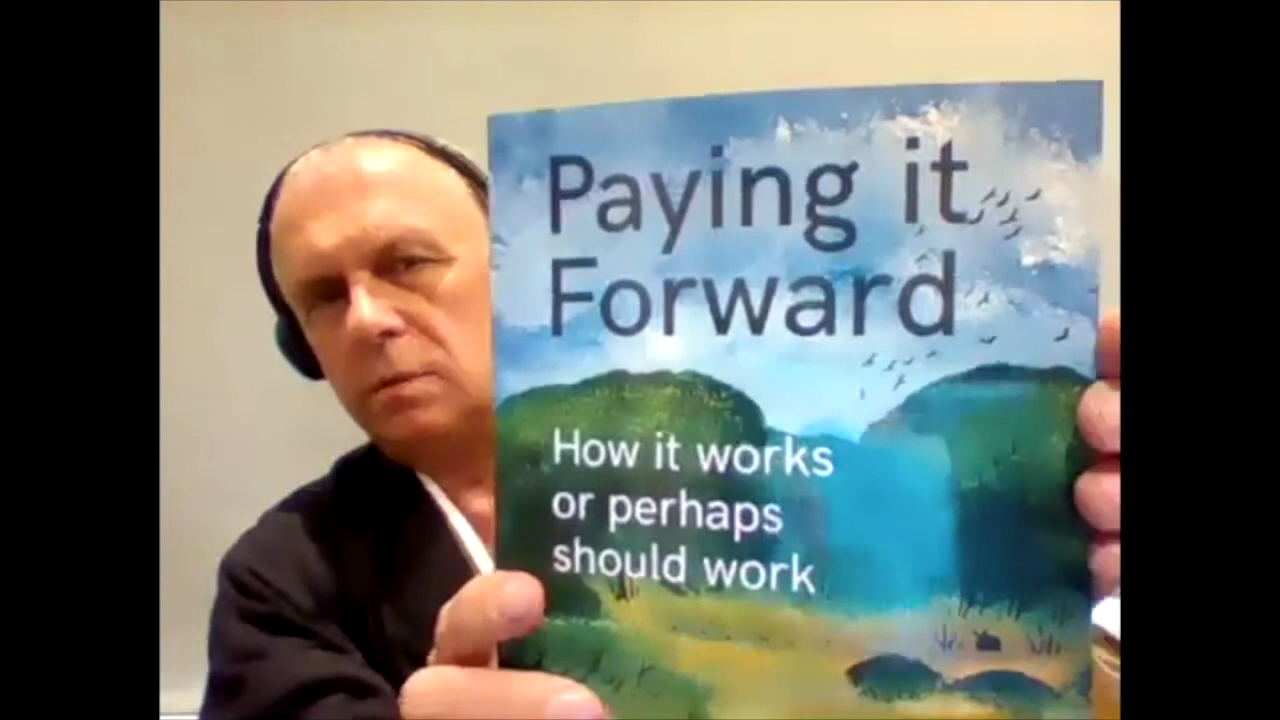 Paying it
Forward
How it works
or perhaps
should work